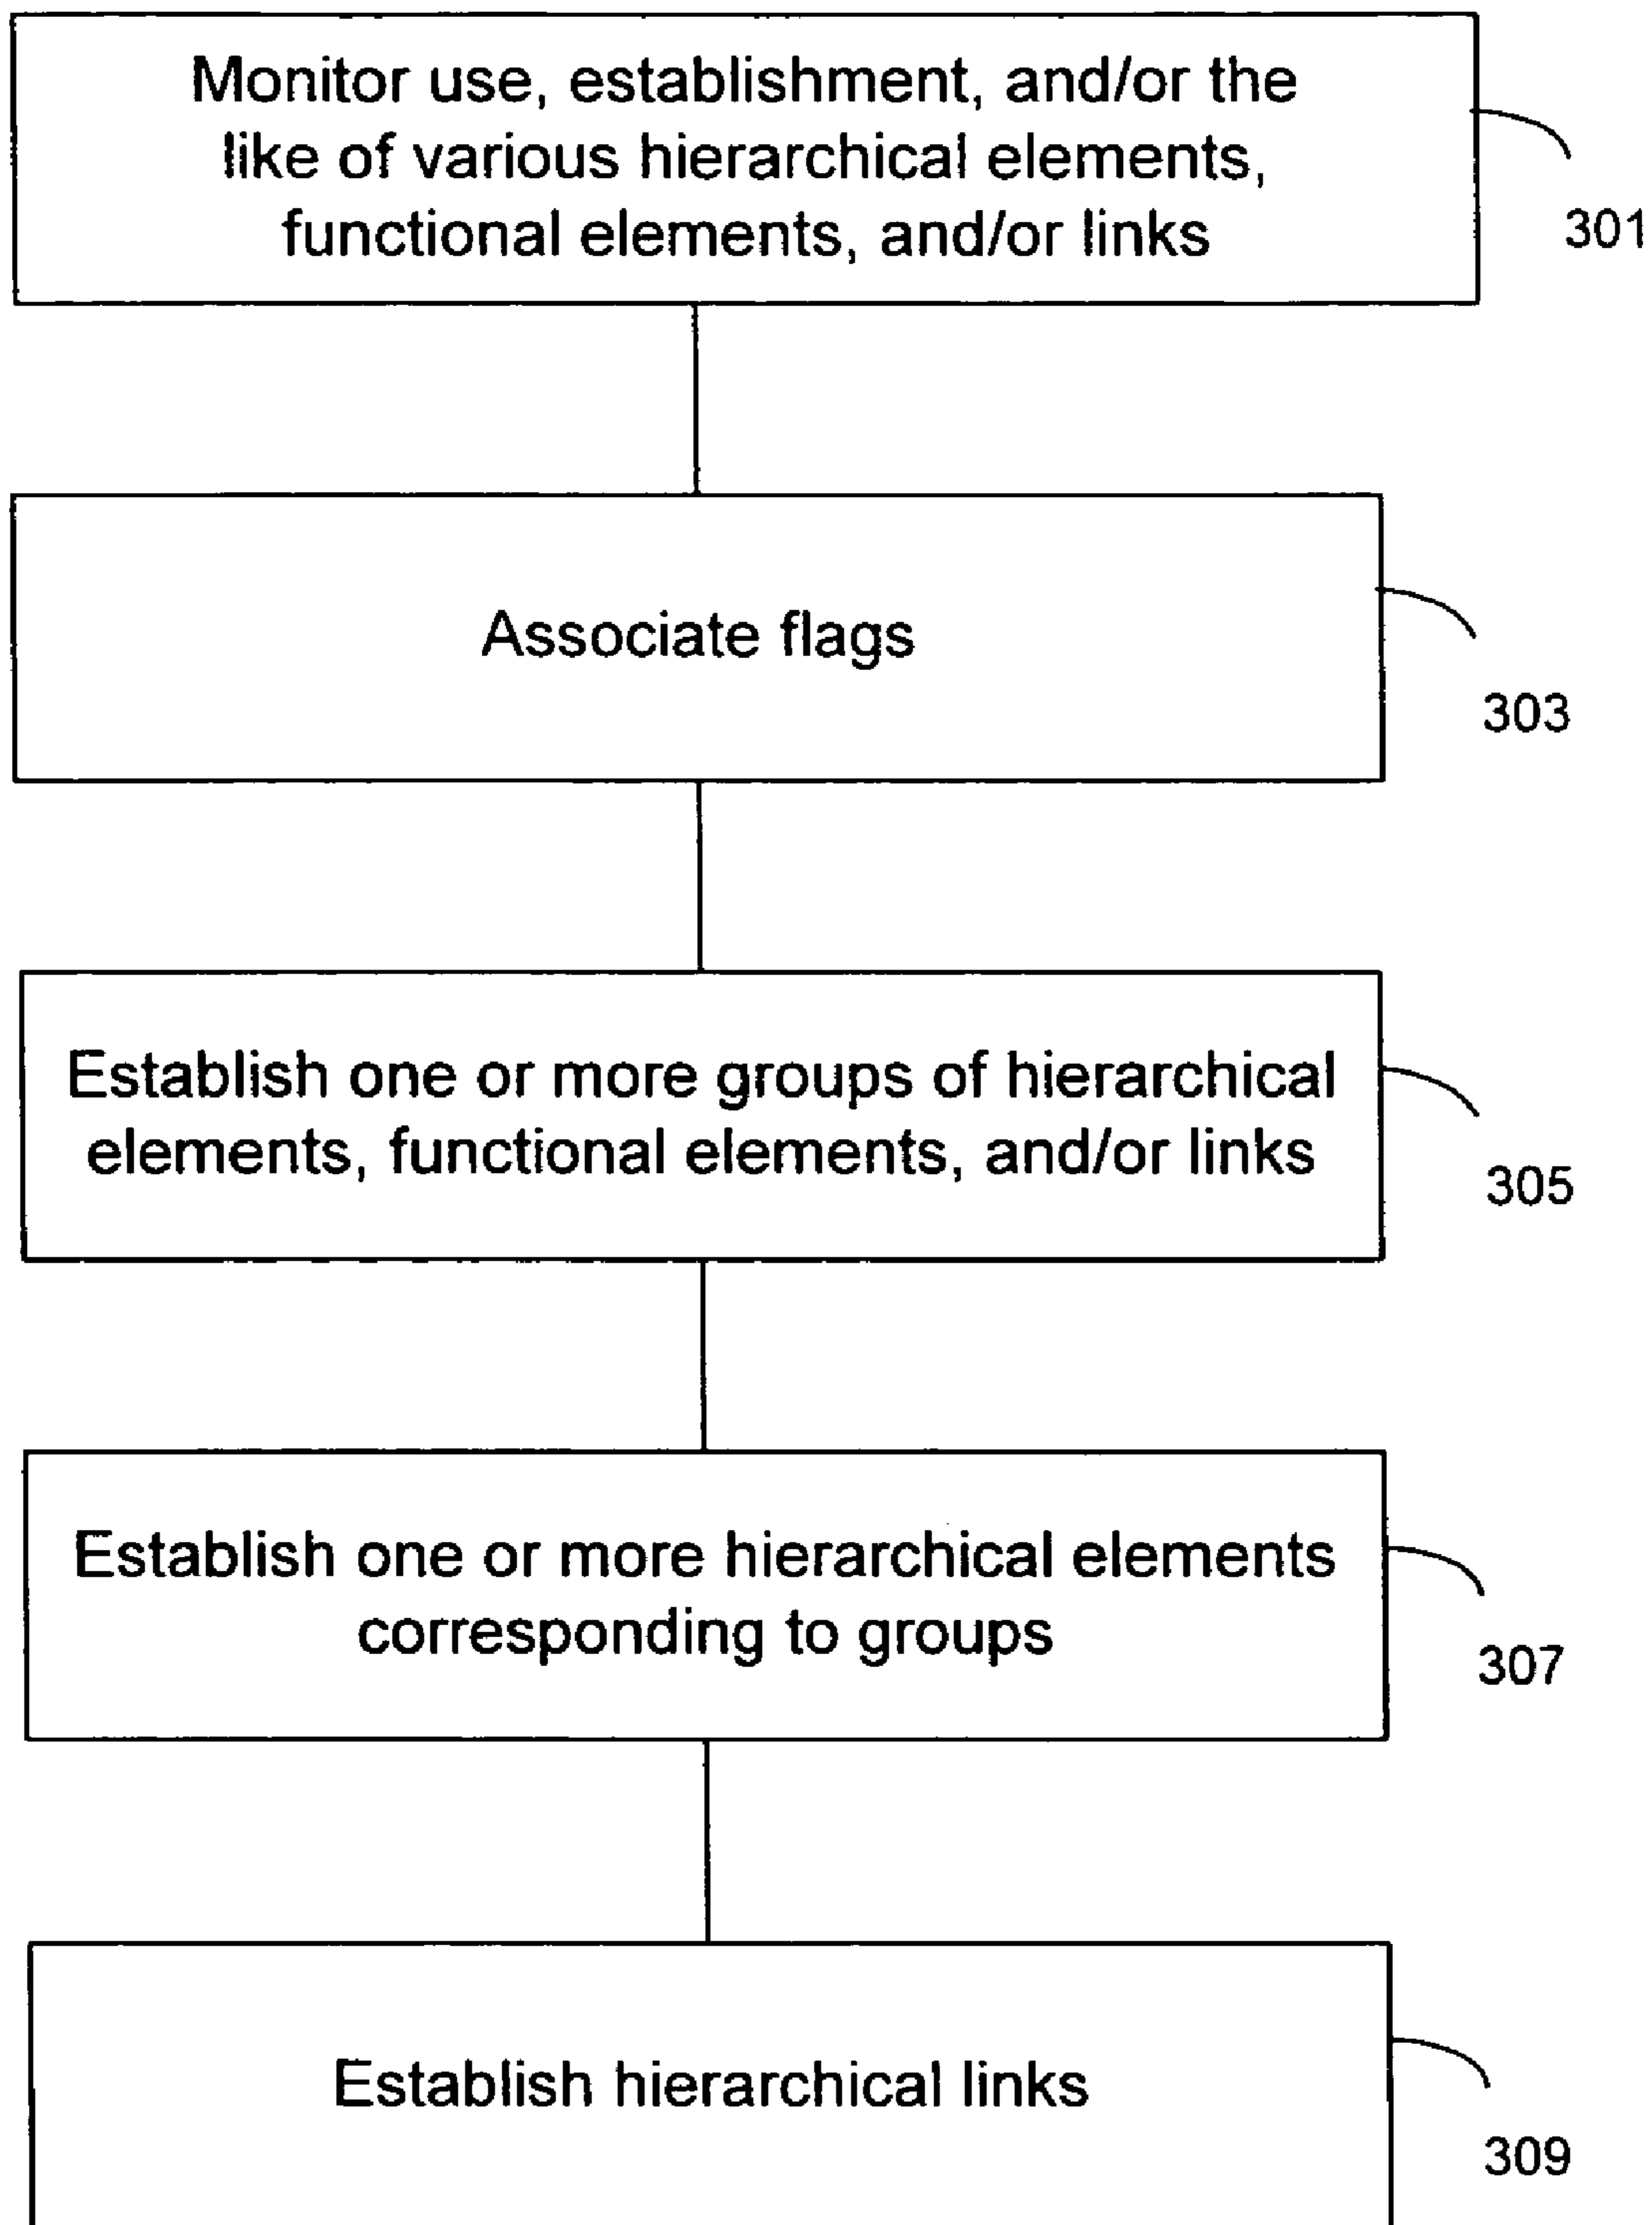 Monitor use, establishment, and/or the
like of various hierarchical elements,
functional elements, and/or links
301
Associate flags
303
Establish one or more groups of hierarchical
elements, functional elements, and/or links
305
Establish one or more hierarchical elements
corresponding to groups
307
Establish hierarchical links
309